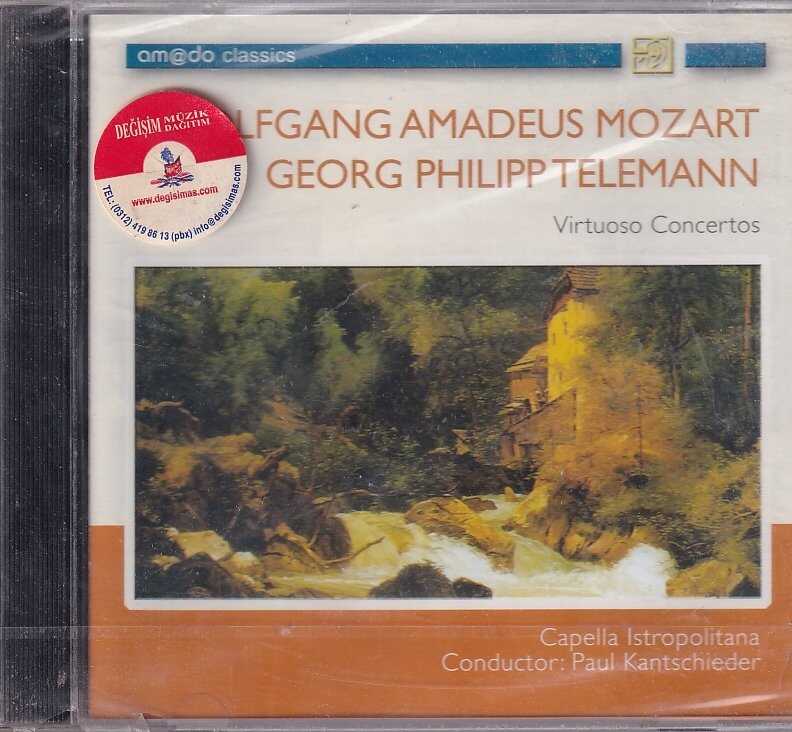 am@do classics
DEĞİŞİM MÜZİK DAĞITIM
www.degisimas.com
TEL: (0312) 419 86 13 (pbx) info@degisimas.com
LFGANG AMADEUS MOZART
GEORG PHILIPP TELEMANN
Virtuoso Concertos
Capella Istropolitana
Conductor: Paul Kantschieder